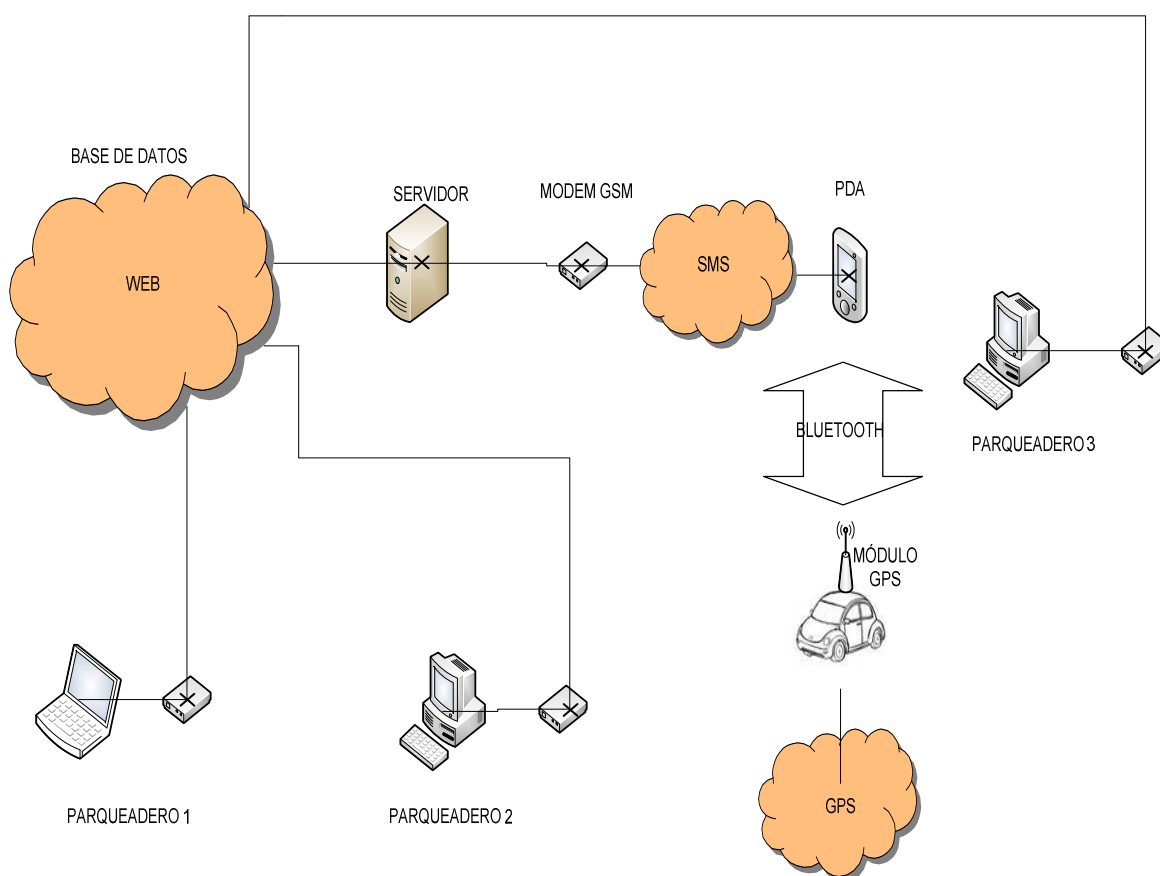 BASE DE DATOS
WEB
SERVIDOR
MODEM GSM
SMS
PDA
BLUETOOTH
PARQUEADERO 3
MÓDULO
GPS
PARQUEADERO 1
PARQUEADERO 2
GPS